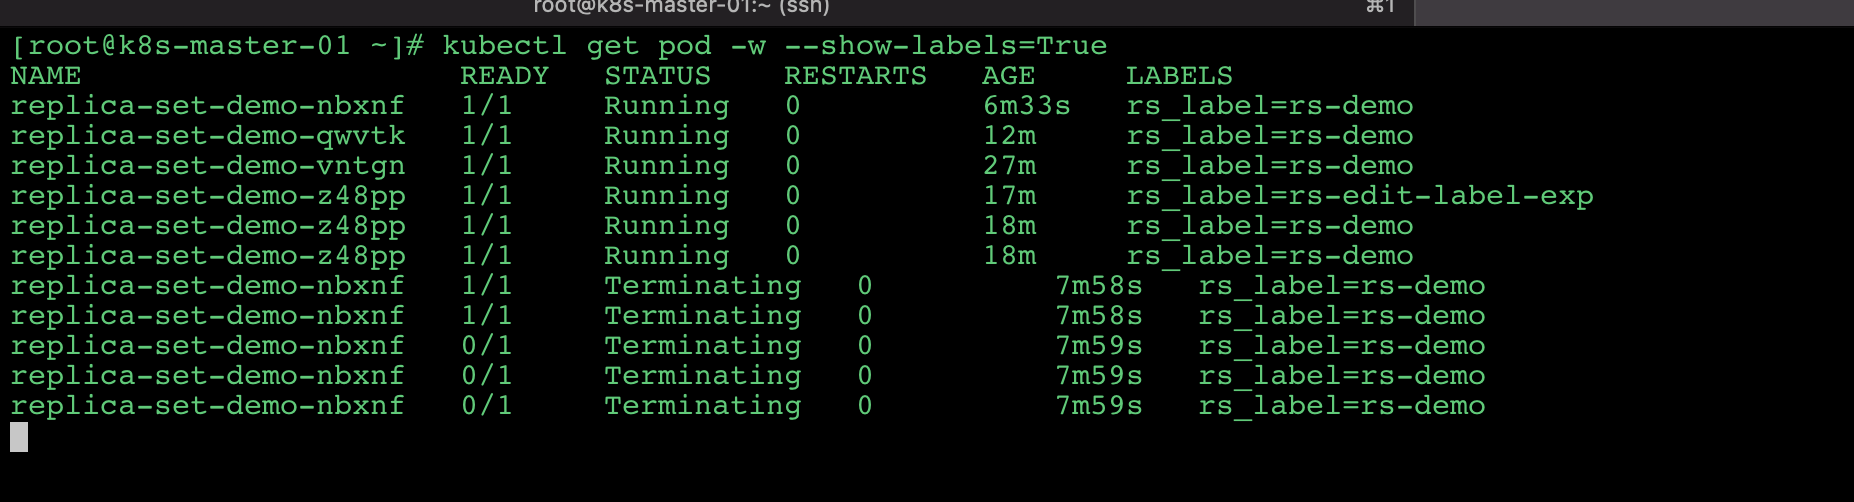 root@k8s-master-01:~ (ssh) ⌘1
[root@k8s-master-01 ~]# kubectl get pod -w --show-labels=True
NAME READY STATUS RESTARTS AGE LABELS
replica-set-demo-nbxnf 1/1 Running 0 6m33s rs_label=rs-demo
replica-set-demo-qwvtk 1/1 Running 0 12m rs_label=rs-demo
replica-set-demo-vntgn 1/1 Running 0 27m rs_label=rs-demo
replica-set-demo-z48pp 1/1 Running 0 17m rs_label=rs-edit-label-exp
replica-set-demo-z48pp 1/1 Running 0 18m rs_label=rs-demo
replica-set-demo-z48pp 1/1 Running 0 18m rs_label=rs-demo
replica-set-demo-nbxnf 1/1 Terminating 0 7m58s rs_label=rs-demo
replica-set-demo-nbxnf 1/1 Terminating 0 7m58s rs_label=rs-demo
replica-set-demo-nbxnf 0/1 Terminating 0 7m59s rs_label=rs-demo
replica-set-demo-nbxnf 0/1 Terminating 0 7m59s rs_label=rs-demo
replica-set-demo-nbxnf 0/1 Terminating 0 7m59s rs_label=rs-demo